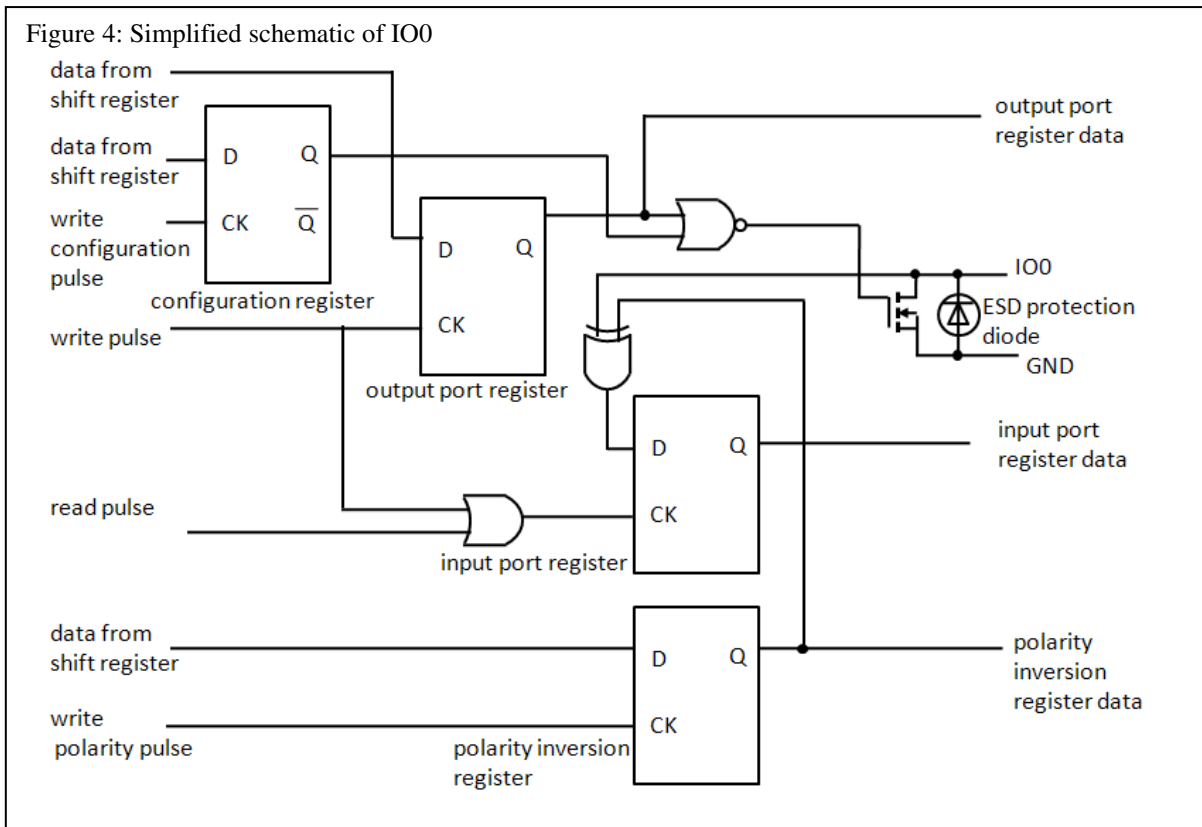 Figure 4: Simplified schematic of IO0
data from
shift register
data from
shift register
write
configuration
pulse
D
Q
CK
Q
configuration register
write pulse
D
Q
CK
output port register
output port
register data
IO0
ESD protection
diode
GND
D
Q
CK
input port register
input port
register data
read pulse
data from
shift register
write
polarity pulse
D
Q
CK
polarity inversion
register
polarity
inversion
register data